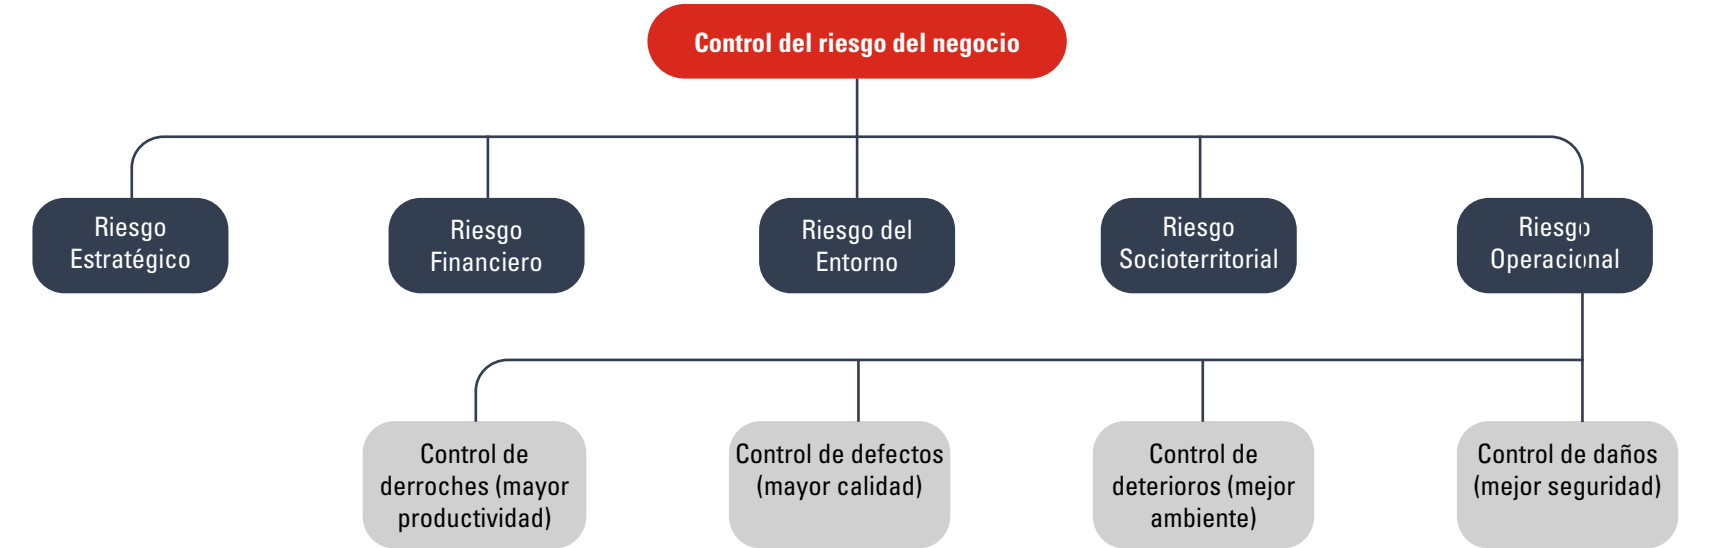 Control del riesgo del negocio
Riesgo
Estratégico
Riesgo
Financiero
Riesgo del
Entorno
Riesgo
Socioterritorial
Riesgo
Operacional
Control de
derroches (mayor
productividad)
Control de defectos
(mayor calidad)
Control de
deterioros (mejor
ambiente)
Control de daños
(mejor seguridad)